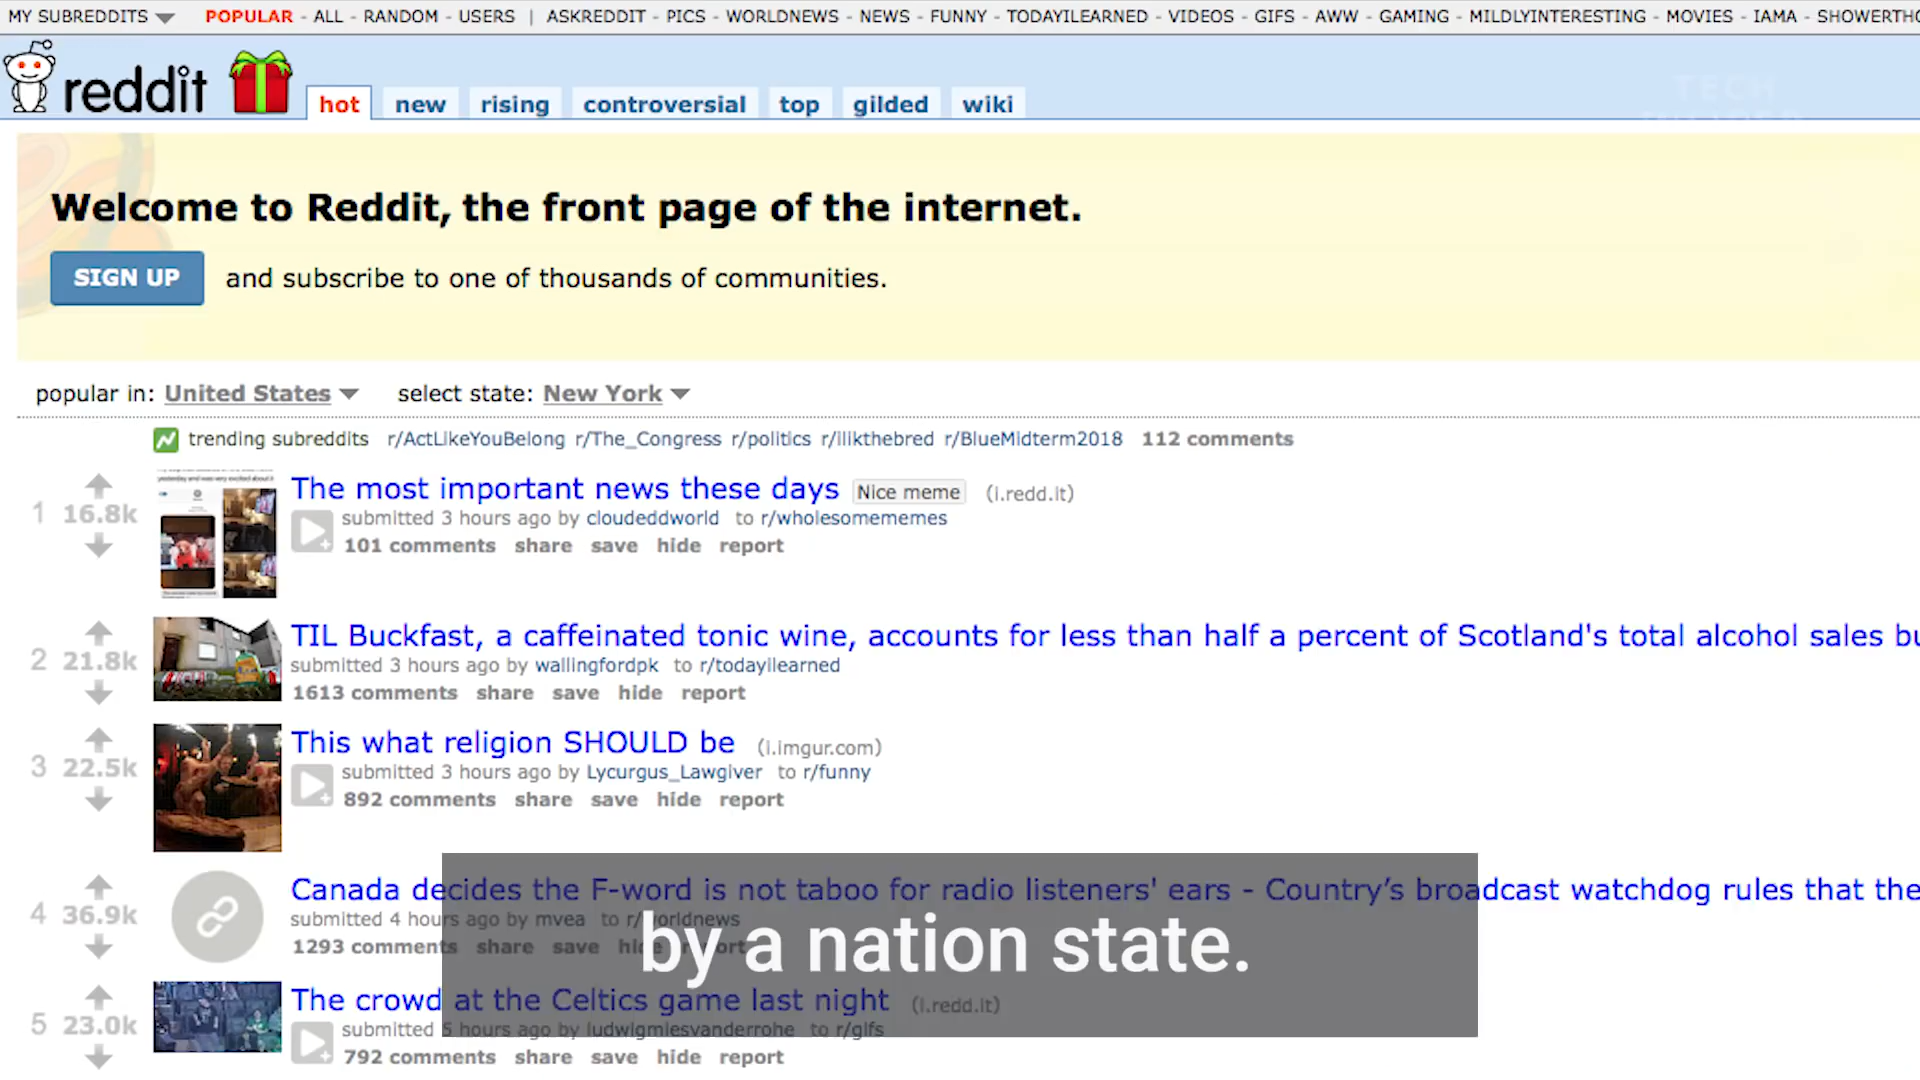 MY SUBREDDITS POPULAR - ALL - RANDOM - USERS | ASKREDDIT - PICS - WORLDNEWS - NEWS - FUNNY - TODAYILEARNED - VIDEOS - GIFS - AWW - GAMING - MILDLYINTERESTING - MOVIES - IAMA - SHOWERTHO
reddit hot new rising controversial top gilded wiki
TECH
Welcome to Reddit, the front page of the internet.
SIGN UP and subscribe to one of thousands of communities.
popular in: United States select state: New York
trending subreddits r/ActLikeYouBelong r/The_Congress r/politics r/ilikthebred r/BlueMidterm2018 112 comments
The most important news these days Nice meme (i.redd.it)
1 16.8k submitted 3 hours ago by cloudeddworld to r/wholesomememes
101 comments share save hide report
TIL Buckfast, a caffeinated tonic wine, accounts for less than half a percent of Scotland's total alcohol sales bu
2 21.8k submitted 3 hours ago by wallingfordpk to r/todayilearned
1613 comments share save hide report
This what religion SHOULD be (i.imgur.com)
3 22.5k submitted 3 hours ago by Lycurgus_Lawgiver to r/funny
892 comments share save hide report
Canada decides the F-word is not taboo for radio listeners' ears - Country's broadcast watchdog rules that the
4 36.9k submitted 4 hours ago by mvea to r/worldnews
1293 comments share save hide report
by a nation state.
The crowd at the Celtics game last night (i.redd.it)
5 23.0k submitted 5 hours ago by ludwigmiesvanderrohe to r/gifs
792 comments share save hide report